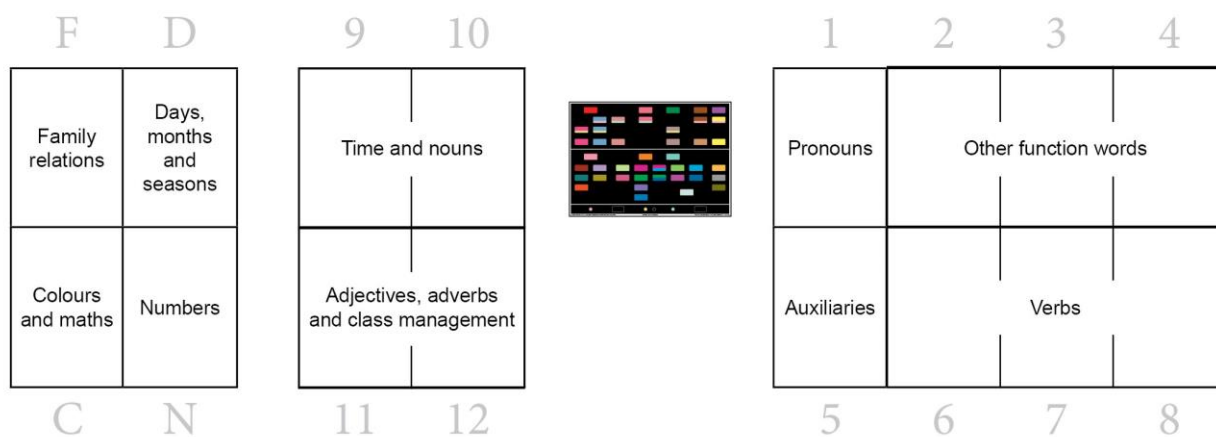 F D 9 10 1 2 3 4
Family
relations
Days,
months
and
seasons
Time and nouns
Pronouns
Other function words
Colours
and maths
Numbers
Adjectives, adverbs
and class management
Auxiliaries
Verbs
C N 11 12 5 6 7 8